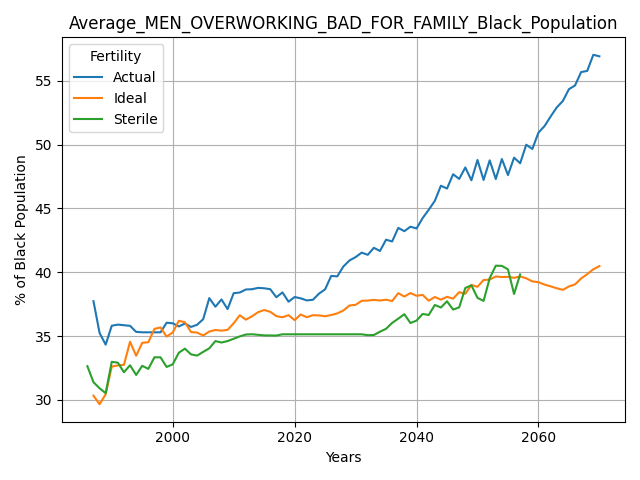 Average_MEN_OVERWORKING_BAD_FOR_FAMILY_Black_Population
Fertility
Actual
Ideal
Sterile
% of Black Population
55
50
45
40
35
30
2000 2020 2040 2060
Years